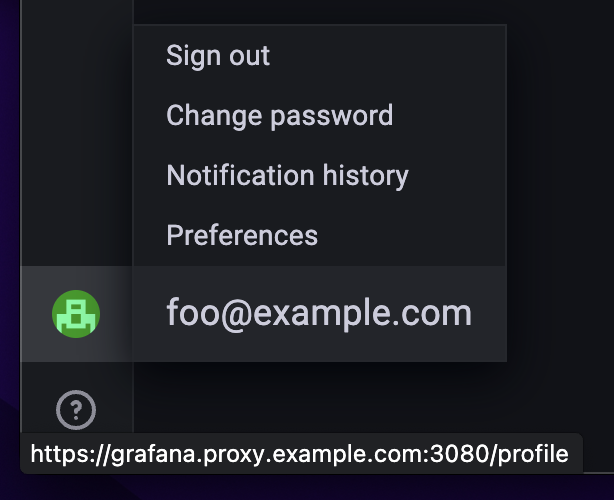 Sign out
Change password
Notification history
Preferences
foo@example.com
?
https://grafana.proxy.example.com:3080/profile